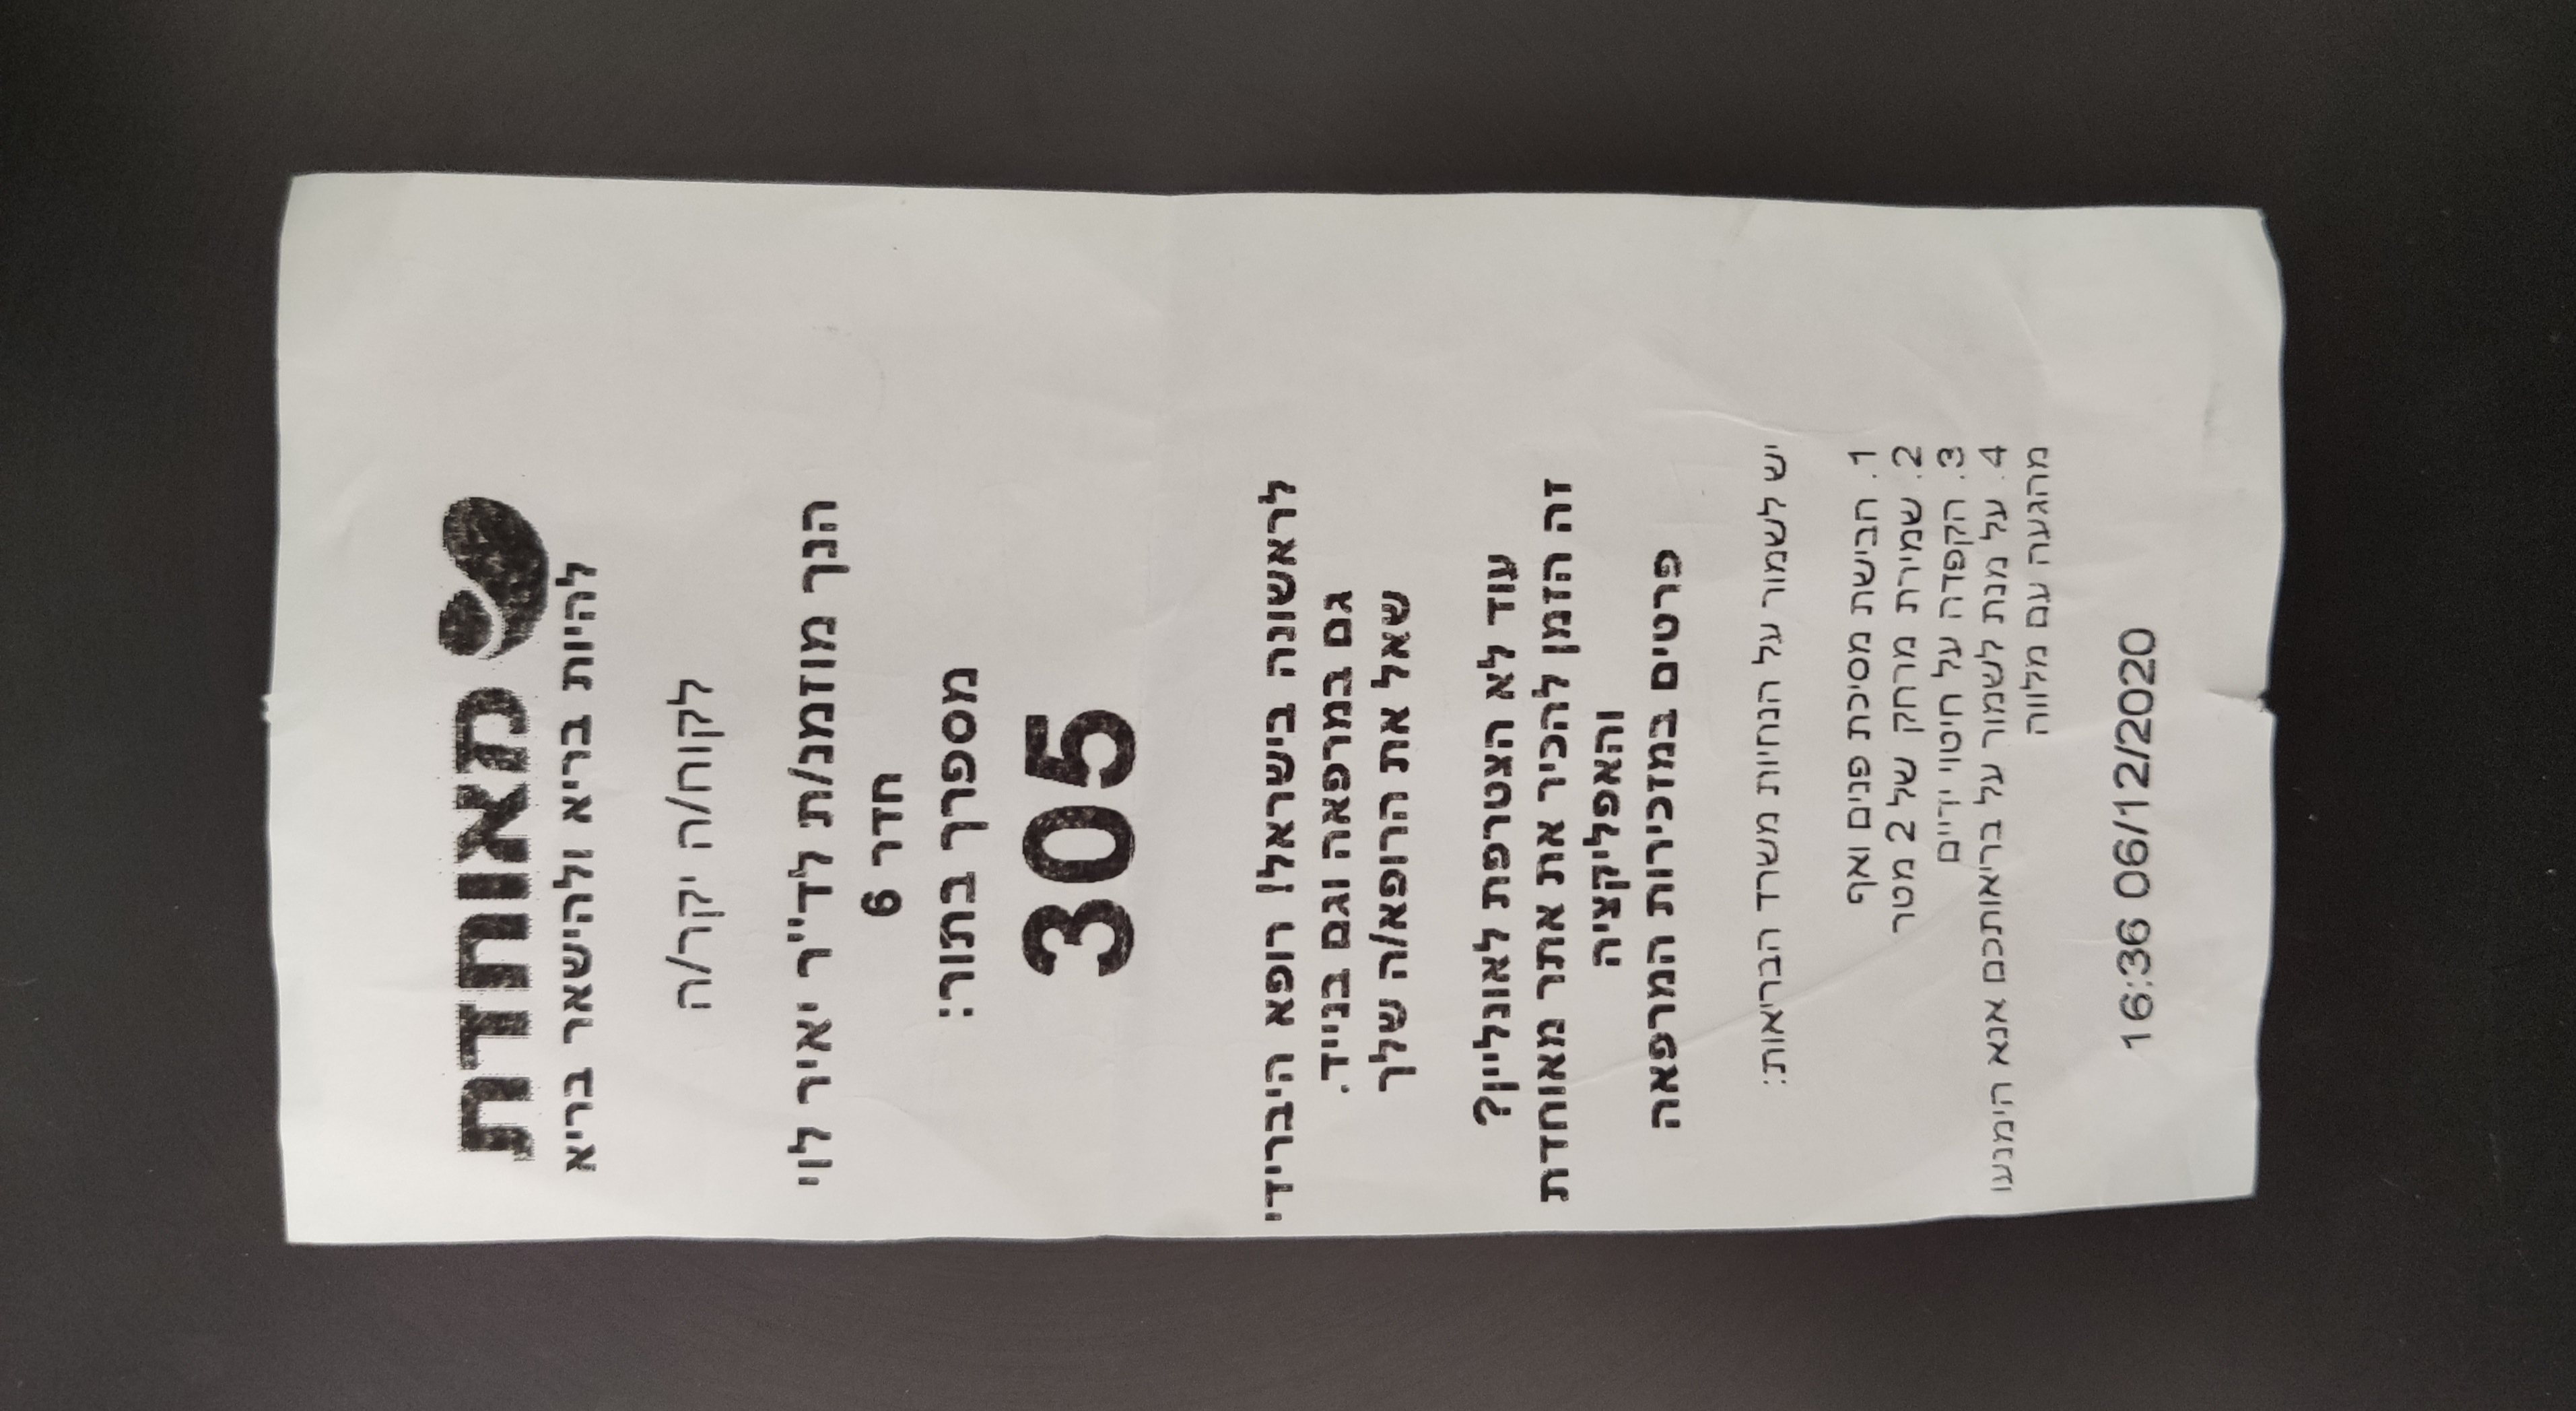 מאוחדת
להיות בריא ולהישאר בריא
לקוח/ה יקר/ה
הנך מוזמנ/ת לד"ר יאיר לוי
חדר 6
מספרך בתור:
305
לראשונה בישראל! רופא היברידי
גם במרפאה וגם בנייד.
שאל את הרופא/ה שלך
עוד לא הצטרפת לאונליין?
זה הזמן להכיר את אתר מאוחדת
והאפליקציה
פרטים במזכירות המרפאה
יש לשמור על הנחיות משרד הבריאות:
1. חבישת מסיכת פנים ואף
2. שמירת מרחק של 2 מטר
3. הקפדה על חיטוי ידיים
4. על מנת לשמור על בריאותכם אנא הימנעו
מהגעה עם מלווה
16:36 06/12/2020